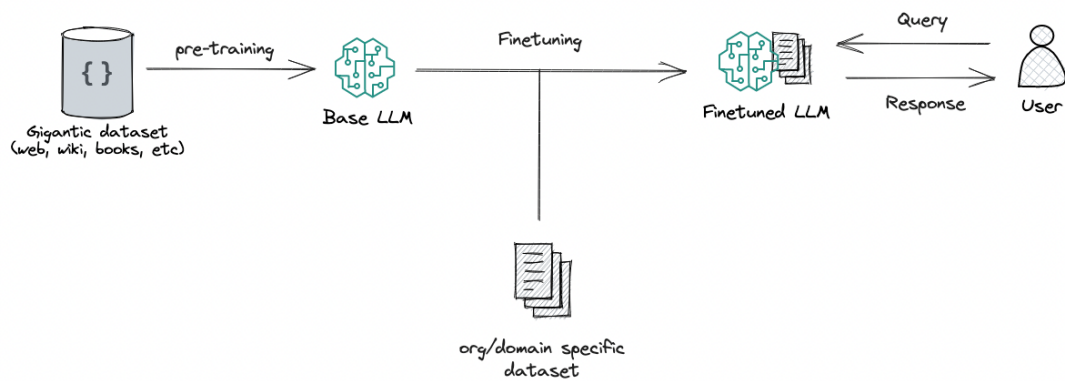 pre-training
Finetuning
Query
Response
Gigantic dataset
(web, wiki, books, etc)
Base LLM
Finetuned LLM
User
org/domain specific
dataset